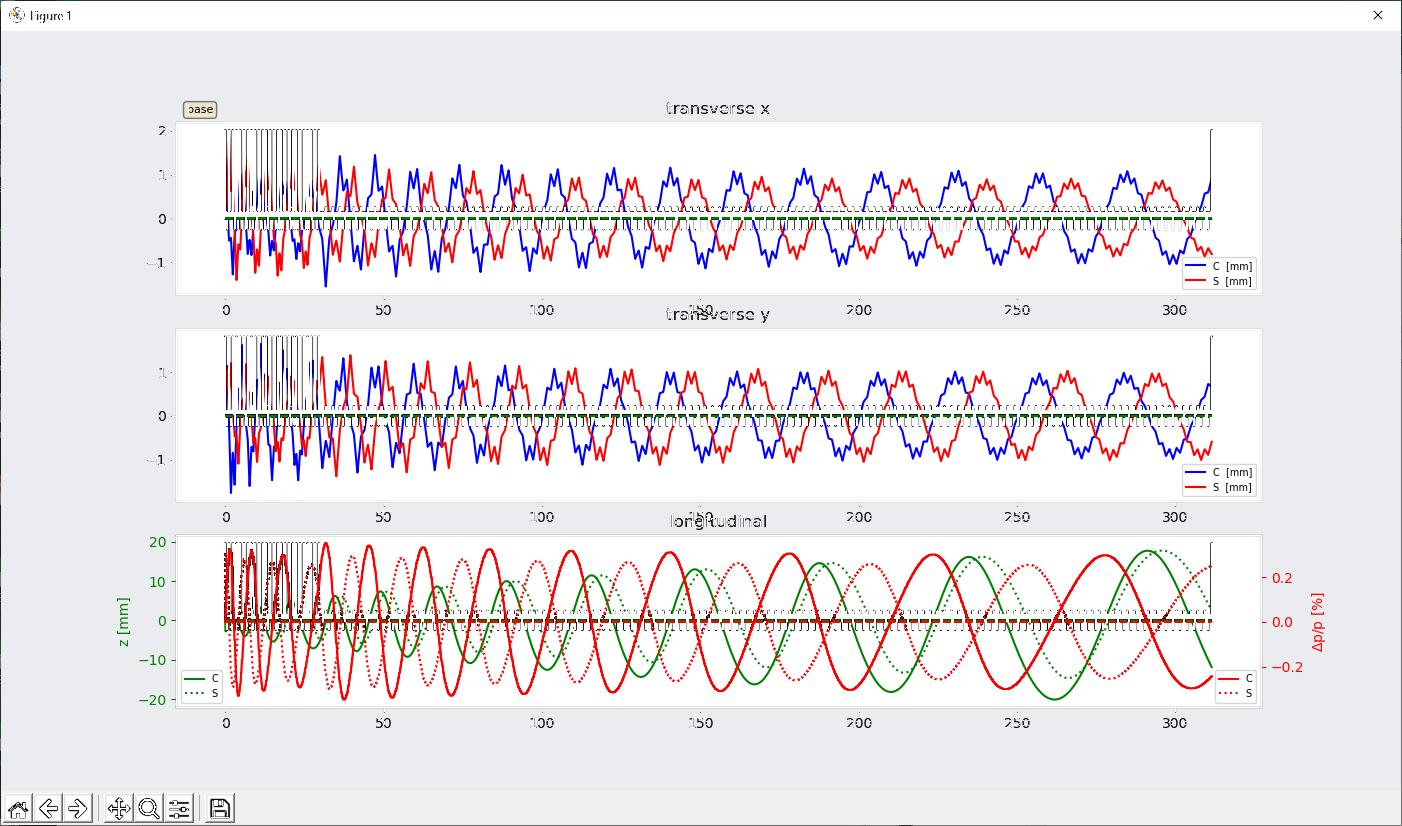 Figure 1
base
transverse x
2
1
0
−1
C [mm]
S [mm]
0 50 100 150 200 250 300
transverse y
1
0
−1
C [mm]
S [mm]
0 50 100 150 200 250 300
longitudinal
20
10
0
−10
−20
z [mm]
C
S
0.2
0.0
−0.2
Δp/p [%]
C
S
0 50 100 150 200 250 300